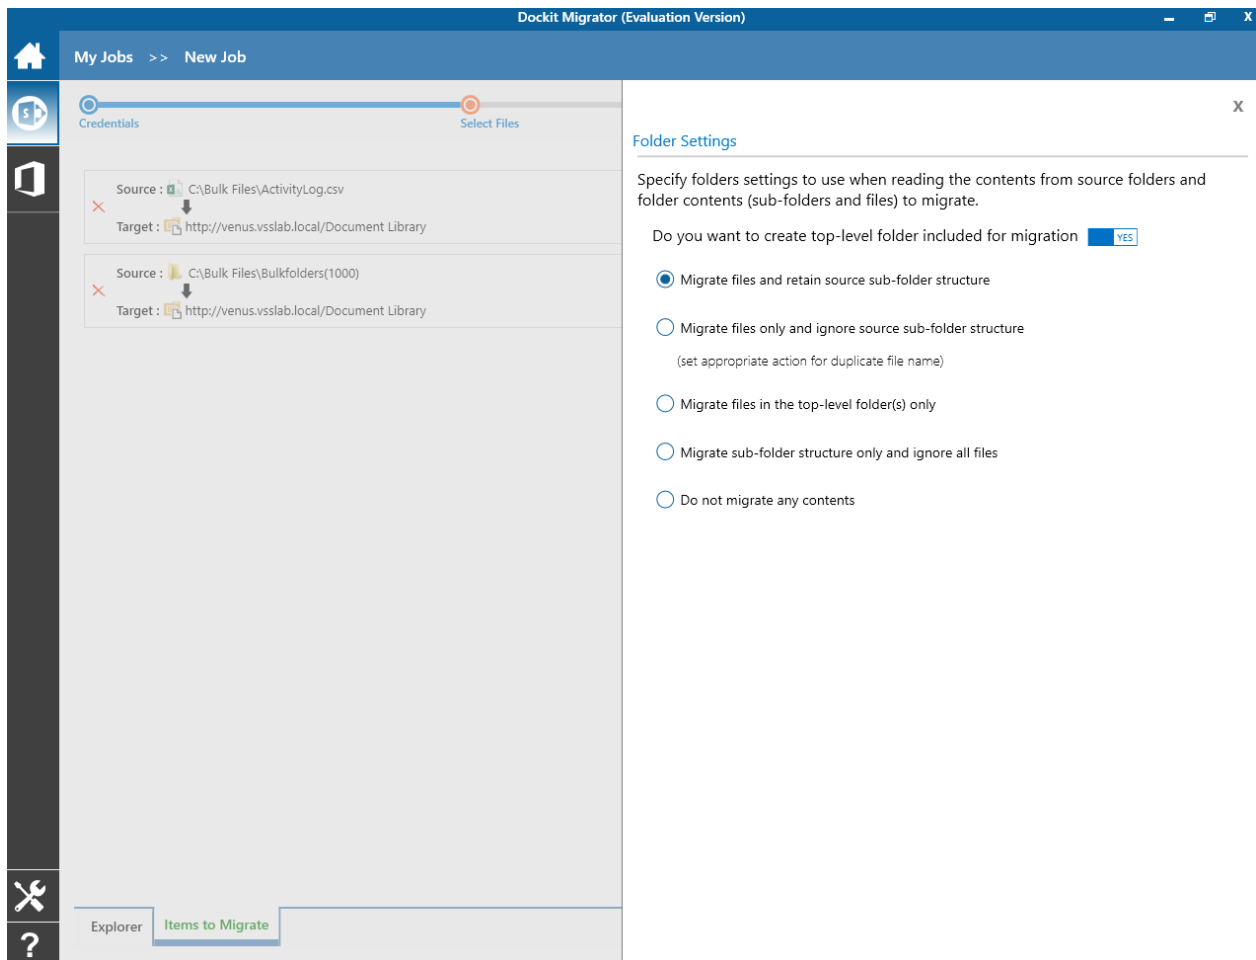 Dockit Migrator (Evaluation Version)
My Jobs >> New Job
Credentials
Select Files
Source : C:\Bulk Files\ActivityLog.csv
Target : http://venus.vsslab.local/Document Library
Source : C:\Bulk Files\Bulkfolders(1000)
Target : http://venus.vsslab.local/Document Library
Explorer
Items to Migrate
X
Folder Settings
Specify folders settings to use when reading the contents from source folders and
folder contents (sub-folders and files) to migrate.
Do you want to create top-level folder included for migration YES
Migrate files and retain source sub-folder structure
Migrate files only and ignore source sub-folder structure
(set appropriate action for duplicate file name)
Migrate files in the top-level folder(s) only
Migrate sub-folder structure only and ignore all files
Do not migrate any contents